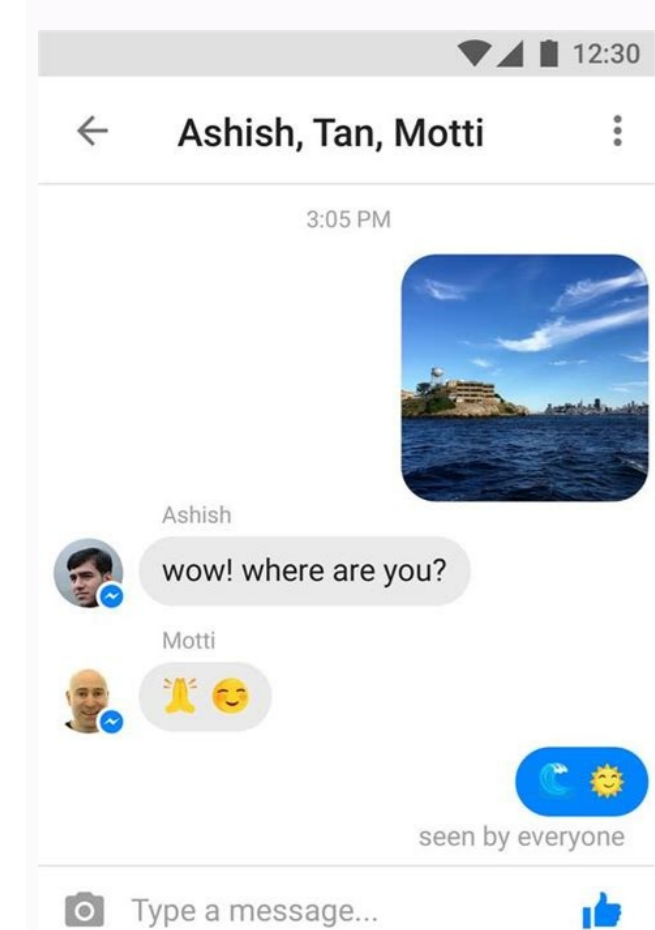 12:30
Ashish, Tan, Motti
3:05 PM
Ashish
wow! where are you?
Motti
🙏 😊
🌊 🌞
seen by everyone
Type a message...